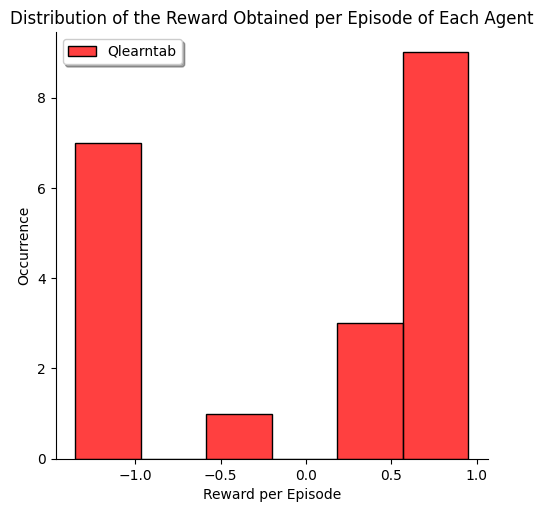 Distribution of the Reward Obtained per Episode of Each Agent
Qlearntab
8
6
4
2
0
Occurrence
−1.0 −0.5 0.0 0.5 1.0
Reward per Episode